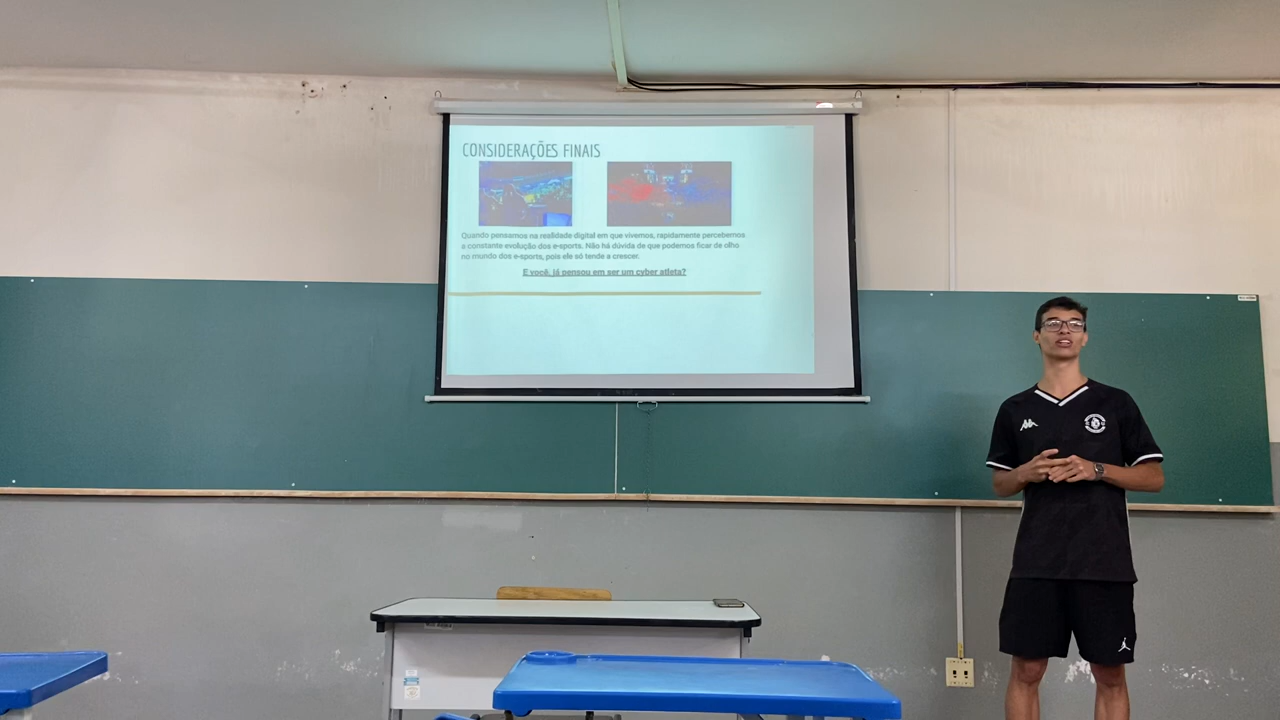 CONSIDERAÇÕES FINAIS
Quando pensamos na realidade digital em que vivemos, rapidamente percebemos
a constante evolução dos e-sports. Não há dúvida de que podemos ficar de olho
no mundo dos e-sports, pois ele só tende a crescer.
E você, já pensou em ser um cyber atleta?